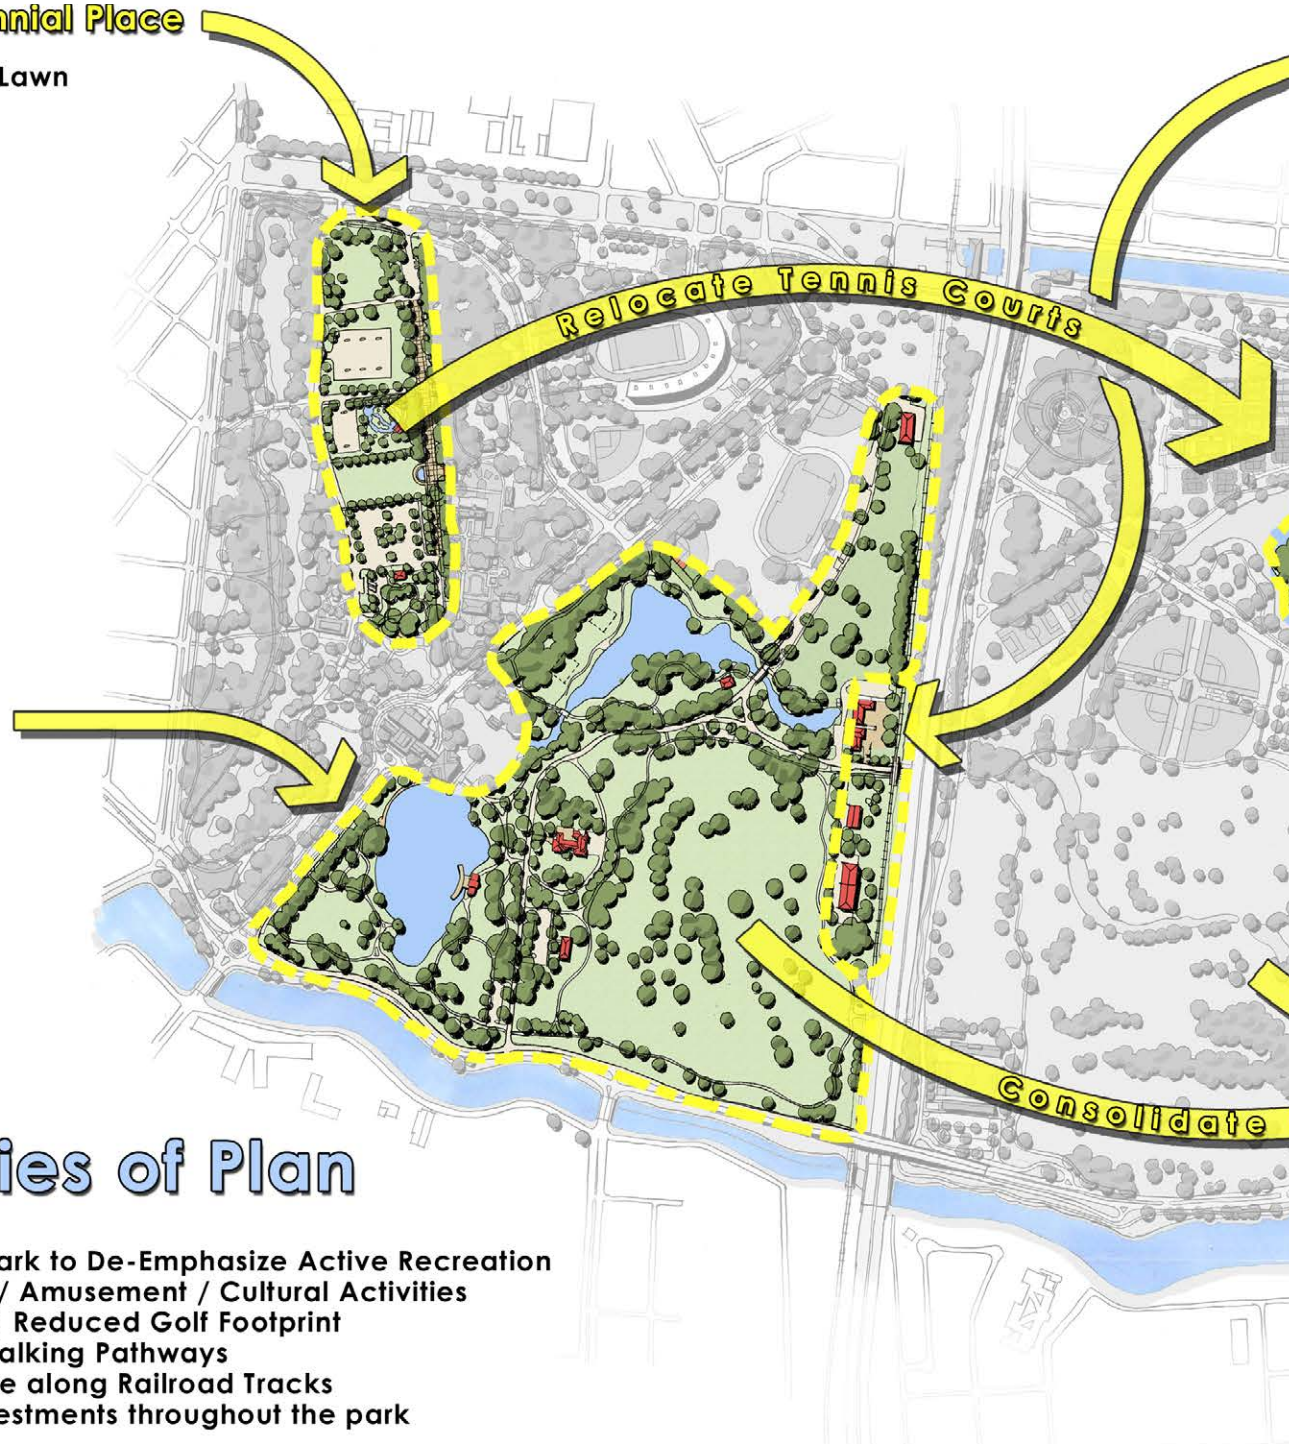 nnial Place
Lawn
Relocate Tennis Courts
Consolidate
ies of Plan
ark to De-Emphasize Active Recreation
/ Amusement / Cultural Activities
Reduced Golf Footprint
alking Pathways
e along Railroad Tracks
estments throughout the park